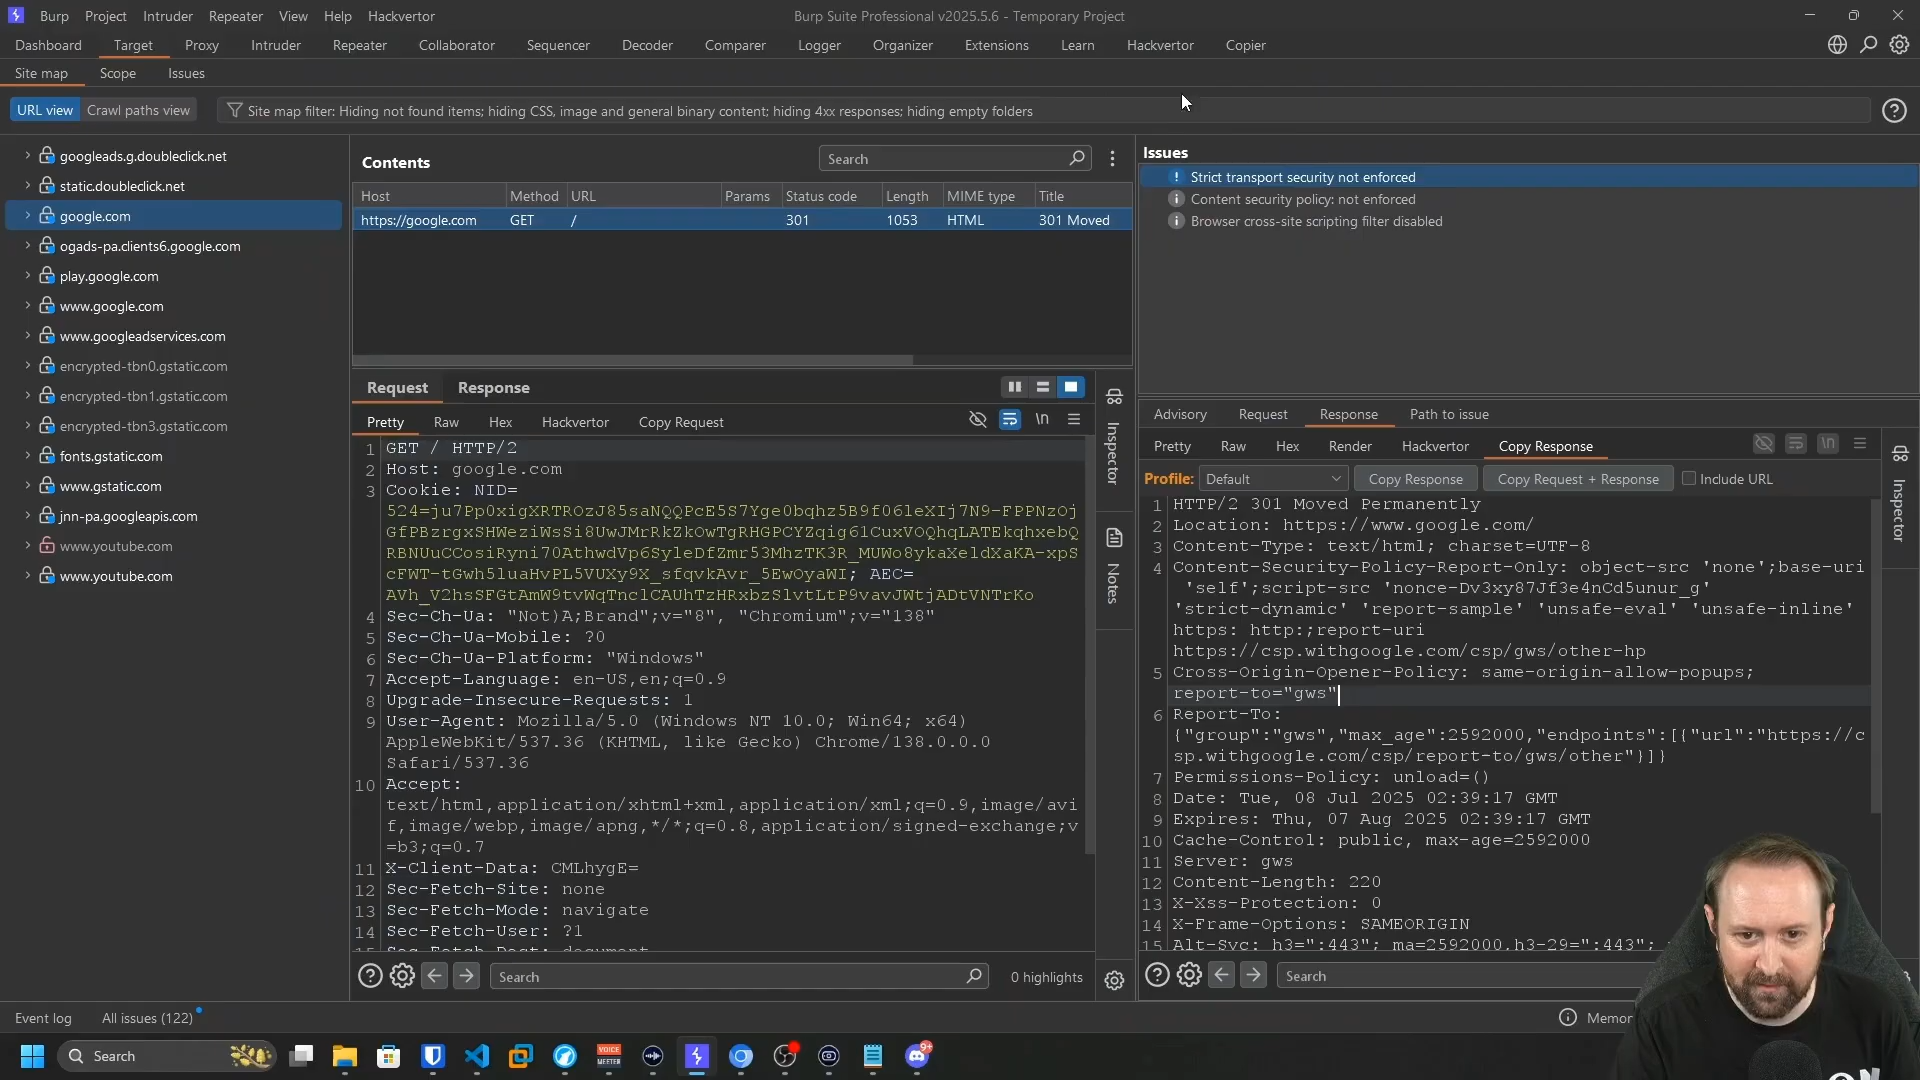 Burp Project Intruder Repeater View Help Hackvertor
Burp Suite Professional v2025.5.6 - Temporary Project
Dashboard Target Proxy Intruder Repeater Collaborator Sequencer Decoder Comparer Logger Organizer Extensions Learn Hackvertor Copier
Site map Scope Issues
URL view Crawl paths view
Site map filter: Hiding not found items; hiding CSS, image and general binary content; hiding 4xx responses; hiding empty folders
googleads.g.doubleclick.net
static.doubleclick.net
google.com
ogads-pa.clients6.google.com
play.google.com
www.google.com
www.googleadservices.com
encrypted-tbn0.gstatic.com
encrypted-tbn1.gstatic.com
encrypted-tbn3.gstatic.com
fonts.gstatic.com
www.gstatic.com
jnn-pa.googleapis.com
www.youtube.com
www.youtube.com
Contents
Search
Host Method URL Params Status code Length MIME type Title
https://google.com GET / 301 1053 HTML 301 Moved
Request Response
Pretty Raw Hex Hackvertor Copy Request
\n
1 GET / HTTP/2
2 Host: google.com
3 Cookie: NID=
524=ju7Pp0xigXRTROzJ85saNQQPcE5S7Yge0bqhz5B9f06leXIj7N9-FPPNzOj
GfPBzrgxSHWeziWsSi8UwJMrRkZkOwTgRHGPCYZqig61CuxVOQhqLATEkqhxebQ
RBNUuCCosiRyni70AthwdVp6SyleDfZmr53MhzTK3R_MUWo8ykaXeldXaKA-xpS
cFWT-tGwh5luaHvPL5VUXy9X_sfqvkAvr_5EwOyaWI; AEC=
AVh_V2hsSFGtAmW9tvWqTnclCAUhTzHRxbzSlvtLtP9vavJWtjADtVNTrKo
4 Sec-Ch-Ua: "Not)A;Brand";v="8", "Chromium";v="138"
5 Sec-Ch-Ua-Mobile: ?0
6 Sec-Ch-Ua-Platform: "Windows"
7 Accept-Language: en-US,en;q=0.9
8 Upgrade-Insecure-Requests: 1
9 User-Agent: Mozilla/5.0 (Windows NT 10.0; Win64; x64)
AppleWebKit/537.36 (KHTML, like Gecko) Chrome/138.0.0.0
Safari/537.36
10 Accept:
text/html,application/xhtml+xml,application/xml;q=0.9,image/avi
f,image/webp,image/apng,*/*;q=0.8,application/signed-exchange;v
=b3;q=0.7
11 X-Client-Data: CMLhygE=
12 Sec-Fetch-Site: none
13 Sec-Fetch-Mode: navigate
14 Sec-Fetch-User: ?1
15 Sec-Fetch-Dest: document
Search
0 highlights
Inspector
Notes
Issues
Strict transport security not enforced
Content security policy: not enforced
Browser cross-site scripting filter disabled
Advisory Request Response Path to issue
Pretty Raw Hex Render Hackvertor Copy Response
\n
Profile: Default Copy Response Copy Request + Response Include URL
1 HTTP/2 301 Moved Permanently
2 Location: https://www.google.com/
3 Content-Type: text/html; charset=UTF-8
4 Content-Security-Policy-Report-Only: object-src 'none';base-uri
'self';script-src 'nonce-Dv3xy87Jf3e4nCd5unur_g'
'strict-dynamic' 'report-sample' 'unsafe-eval' 'unsafe-inline'
https: http:;report-uri
https://csp.withgoogle.com/csp/gws/other-hp
5 Cross-Origin-Opener-Policy: same-origin-allow-popups;
report-to="gws"
6 Report-To:
{"group":"gws","max_age":2592000,"endpoints":[{"url":"https://c
sp.withgoogle.com/csp/report-to/gws/other"}]}
7 Permissions-Policy: unload=()
8 Date: Tue, 08 Jul 2025 02:39:17 GMT
9 Expires: Thu, 07 Aug 2025 02:39:17 GMT
10 Cache-Control: public, max-age=2592000
11 Server: gws
12 Content-Length: 220
13 X-Xss-Protection: 0
14 X-Frame-Options: SAMEORIGIN
15 Alt-Svc: h3=":443"; ma=2592000,h3-29=":443";
Search
Inspector
Event log All issues (122)
Memor
Search
VOICE
MEETER
9+